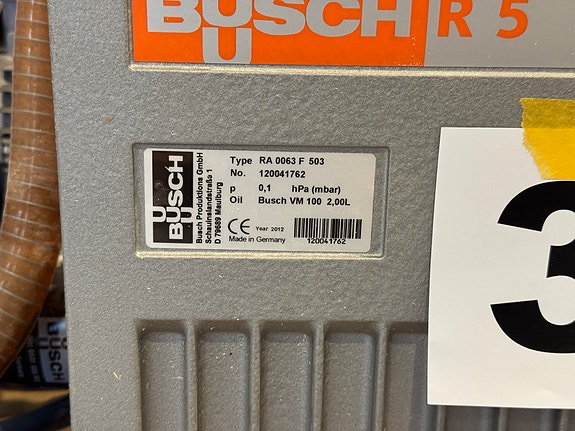 BUSCH R 5
BUSCH
Busch Produktions GmbH
Schauinslandstraße 1
D 79689 Maulburg
Type RA 0063 F 503
No. 120041762
p 0,1 hPa (mbar)
Oil Busch VM 100 2,00L
CE Year 2012
Made in Germany
120041762
3